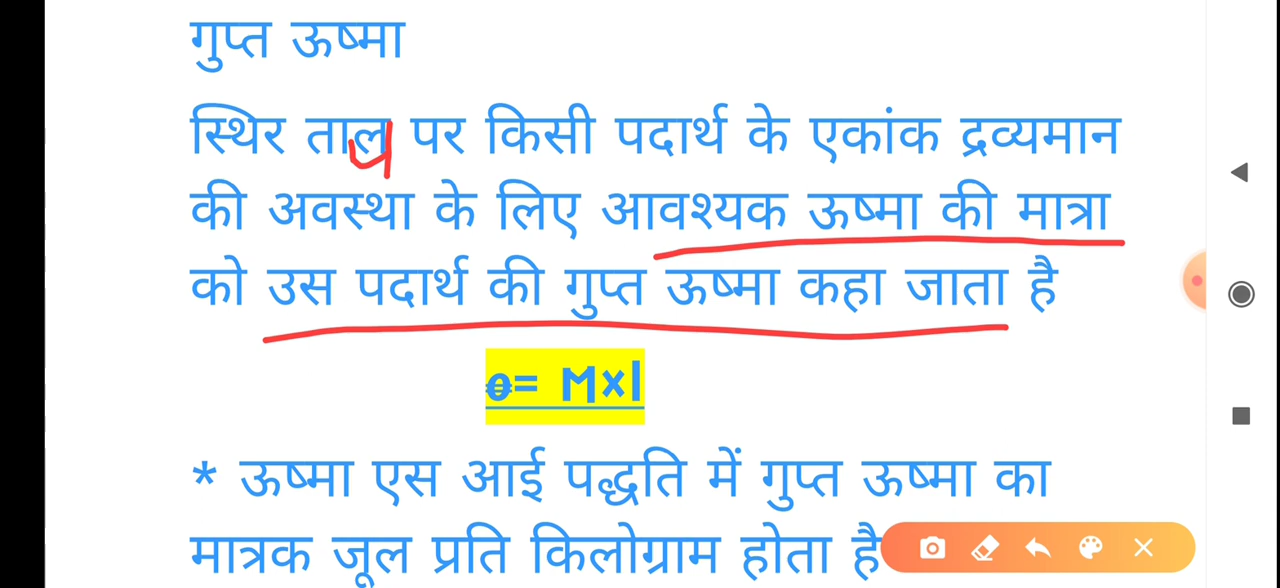 गुप्त ऊष्मा
स्थिर ताल पर किसी पदार्थ के एकांक द्रव्यमान
की अवस्था के लिए आवश्यक ऊष्मा की मात्रा
को उस पदार्थ की गुप्त ऊष्मा कहा जाता है
= M×l
* ऊष्मा एस आई पद्धति में गुप्त ऊष्मा का
मात्रक जूल प्रति किलोग्राम होता है